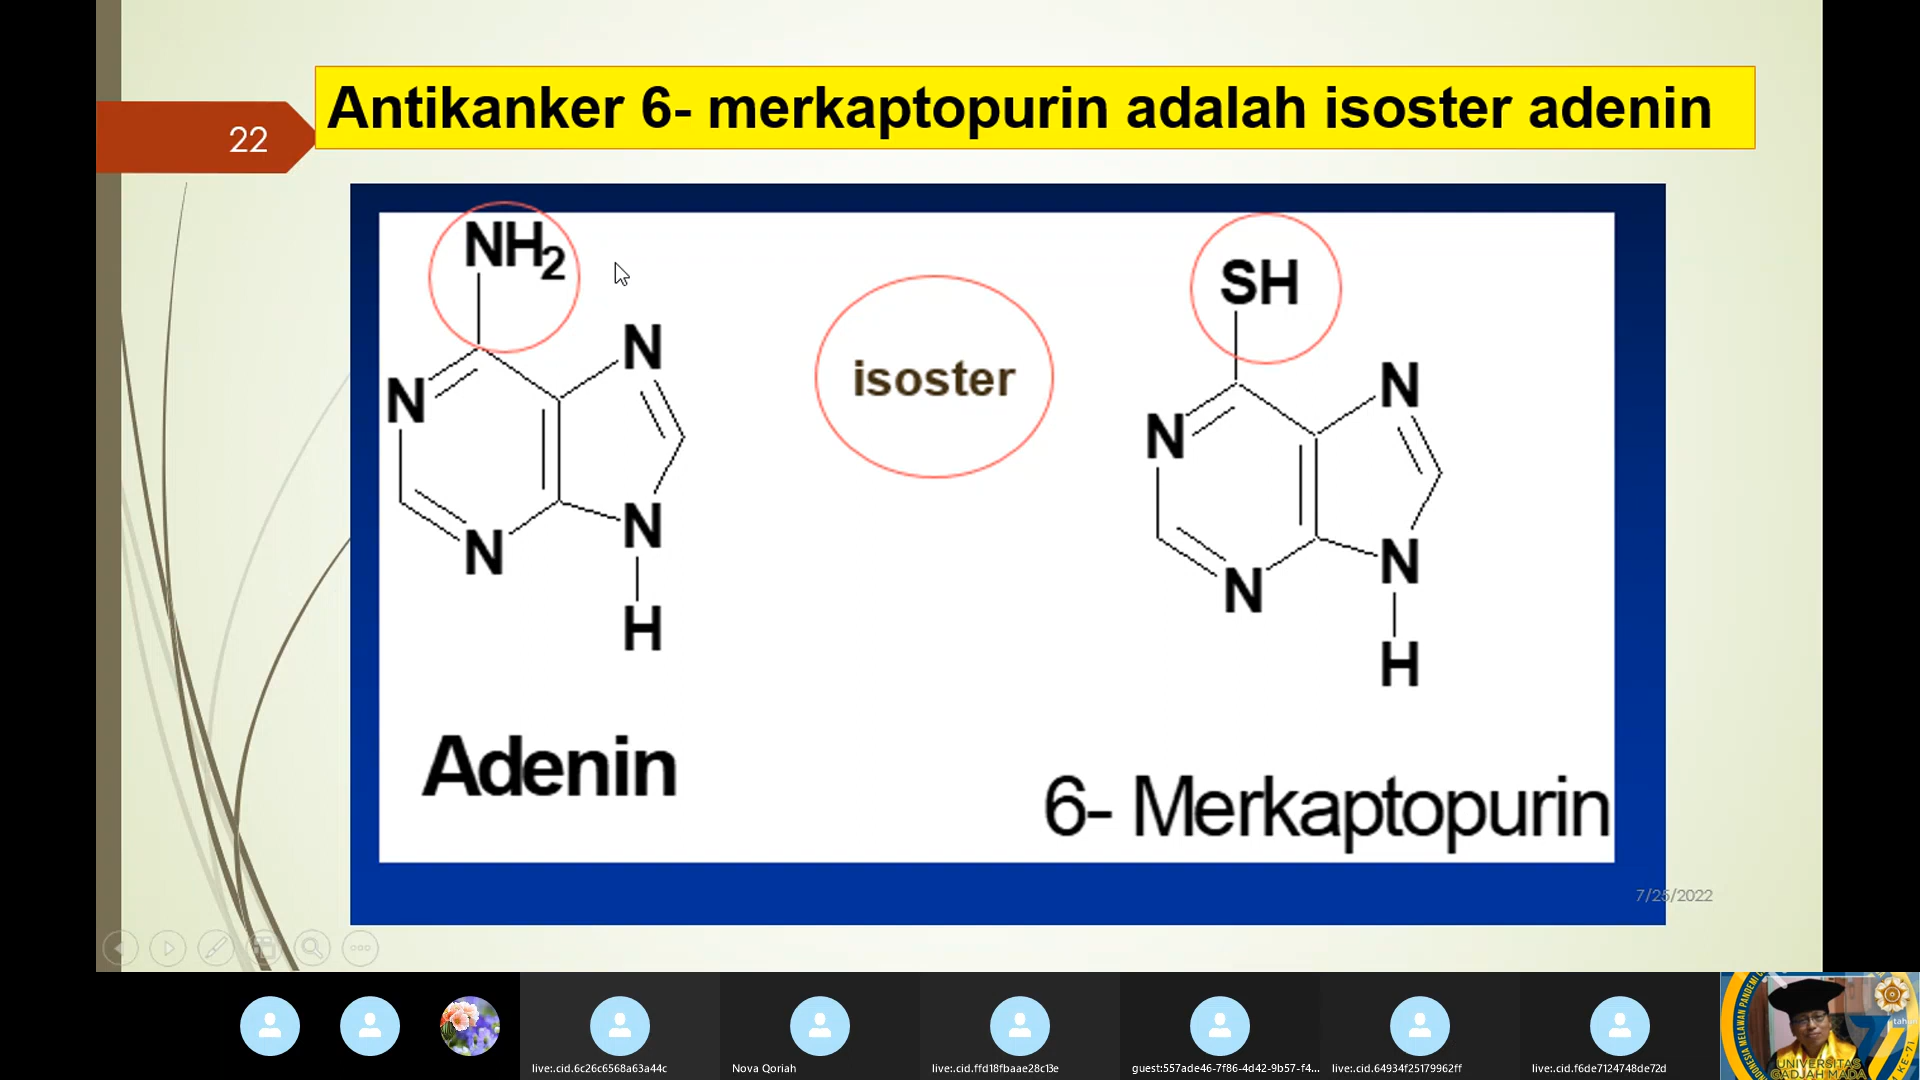 Antikanker 6- merkaptopurin adalah isoster adenin
22
NH2
N
N
N
N
H
Adenin
isoster
SH
N
N
N
N
H
6- Merkaptopurin
7/25/2022
live:.cid.6c26c6568a63a44c
Nova Qoriah
live:.cid.ffd18fbaae28c13e
guest:557ade46-7f86-4d42-9b57-f4...
live:.cid.64934f25179962ff
live:.cid.f6de7124748de72d
UNIVERSITAS
GADJAH MADA
tahun